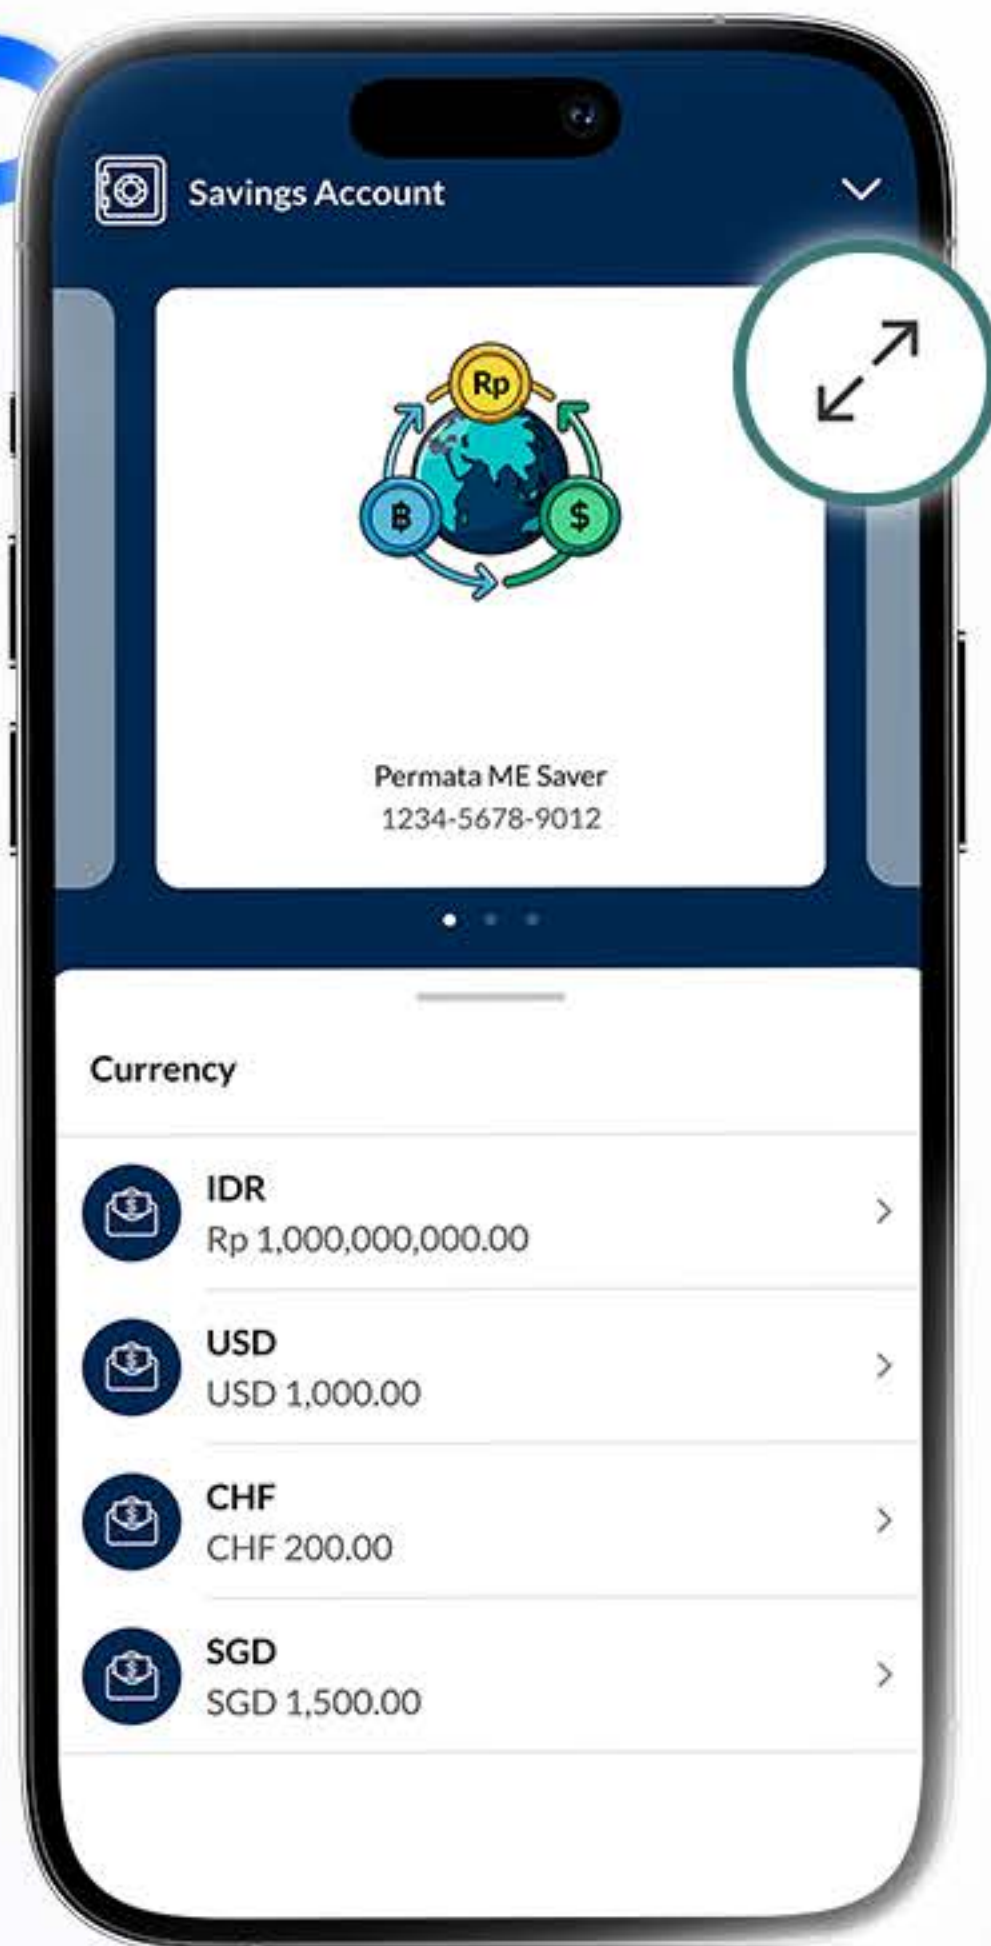 Savings Account
Rp
฿
$
Permata ME Saver
1234-5678-9012
Currency
IDR
Rp 1,000,000,000.00
USD
USD 1,000.00
CHF
CHF 200.00
SGD
SGD 1,500.00